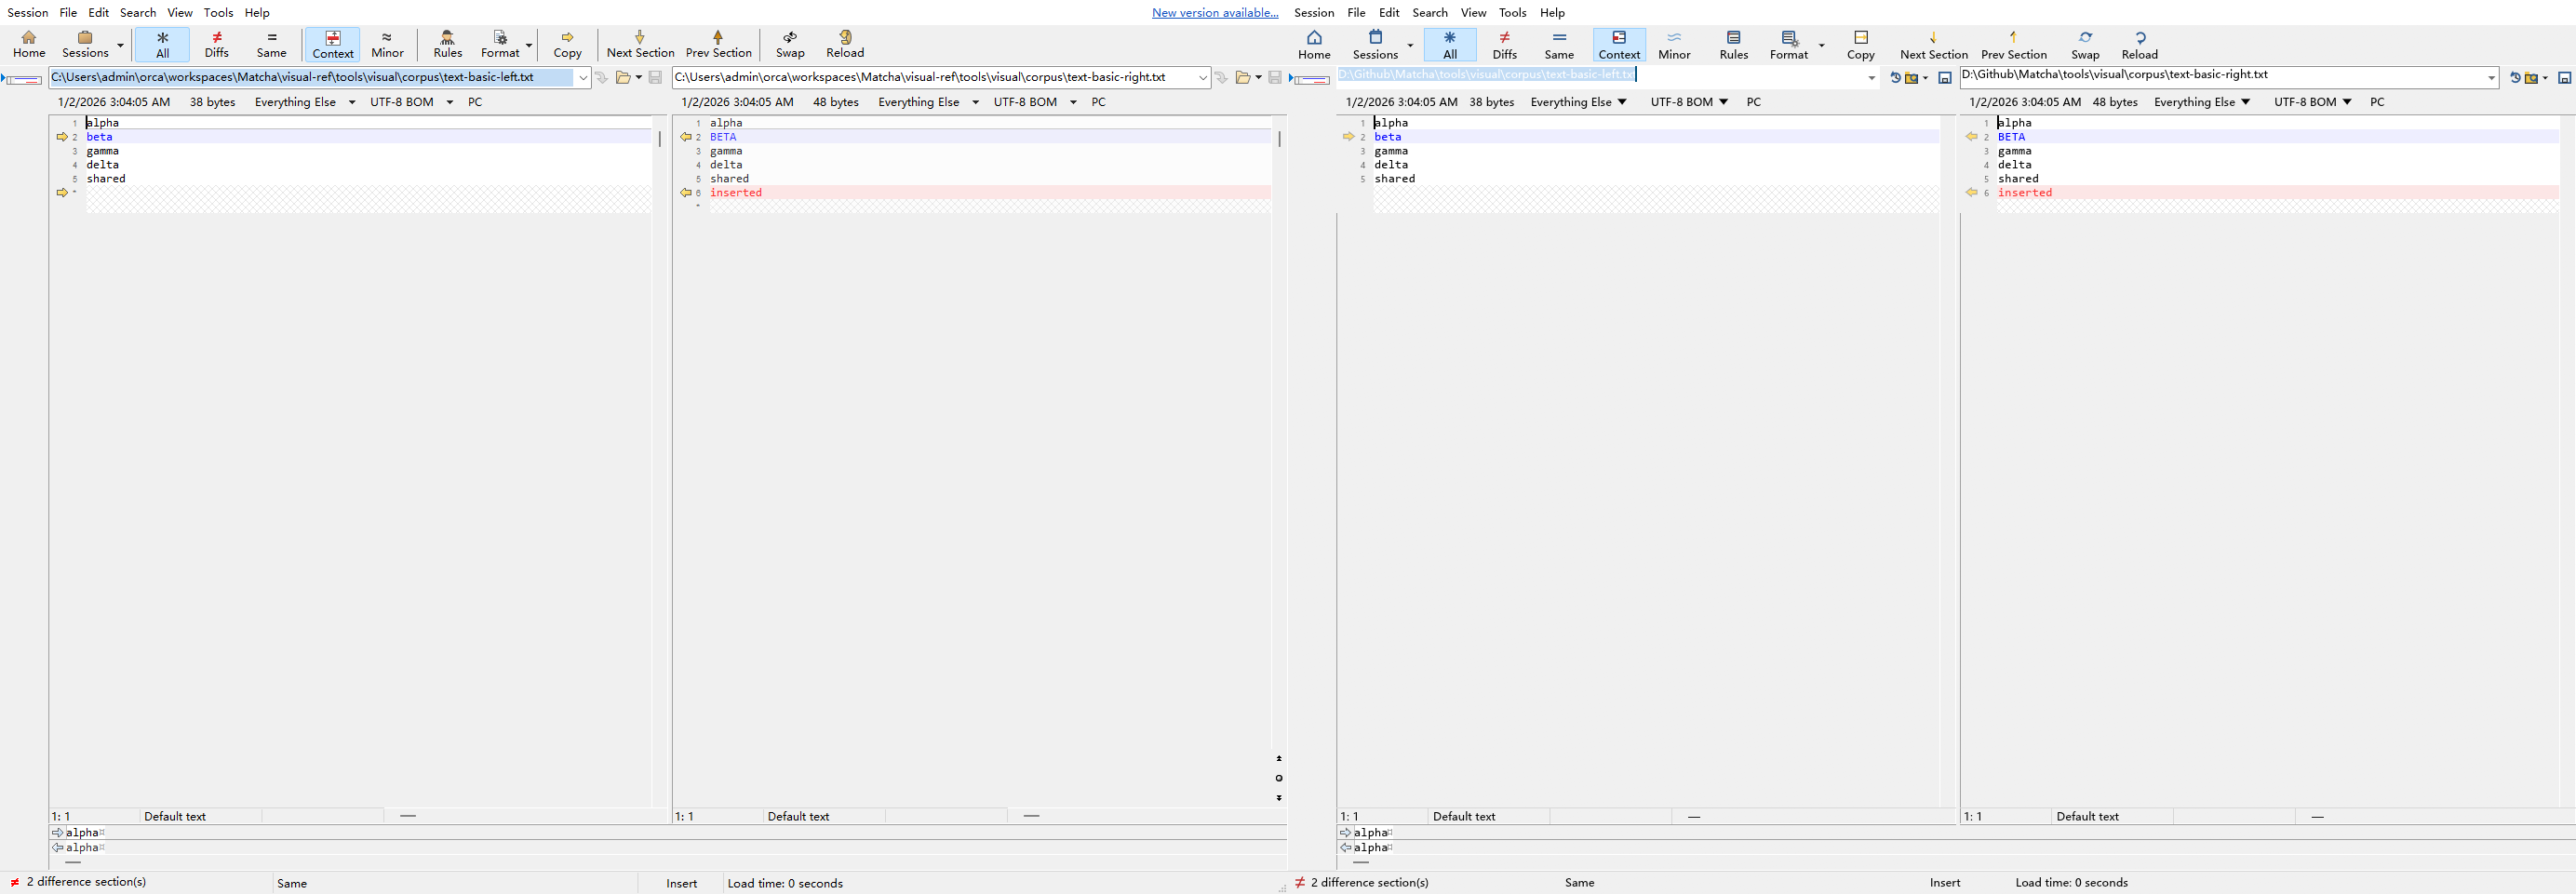 Session File Edit Search View Tools Help New version available...
Home Sessions All Diffs Same Context Minor Rules Format Copy Next Section Prev Section Swap Reload
C:\Users\admin\orca\workspaces\Matcha\visual-ref\tools\visual\corpus\text-basic-left.txt
C:\Users\admin\orca\workspaces\Matcha\visual-ref\tools\visual\corpus\text-basic-right.txt
1/2/2026 3:04:05 AM 38 bytes Everything Else UTF-8 BOM PC
1/2/2026 3:04:05 AM 48 bytes Everything Else UTF-8 BOM PC
1 alpha
2 beta
3 gamma
4 delta
5 shared
1 alpha
2 BETA
3 gamma
4 delta
5 shared
6 inserted
1: 1 Default text
1: 1 Default text
alpha¤
alpha¤
≠ 2 difference section(s) Same Insert Load time: 0 seconds
Session File Edit Search View Tools Help
Home Sessions All Diffs Same Context Minor Rules Format Copy Next Section Prev Section Swap Reload
D:\Github\Matcha\tools\visual\corpus\text-basic-left.txt
D:\Github\Matcha\tools\visual\corpus\text-basic-right.txt
1/2/2026 3:04:05 AM 38 bytes Everything Else UTF-8 BOM PC
1/2/2026 3:04:05 AM 48 bytes Everything Else UTF-8 BOM PC
1 alpha
2 beta
3 gamma
4 delta
5 shared
1 alpha
2 BETA
3 gamma
4 delta
5 shared
6 inserted
1: 1 Default text
1: 1 Default text
alpha¤
alpha¤
≠ 2 difference section(s) Same Insert Load time: 0 seconds